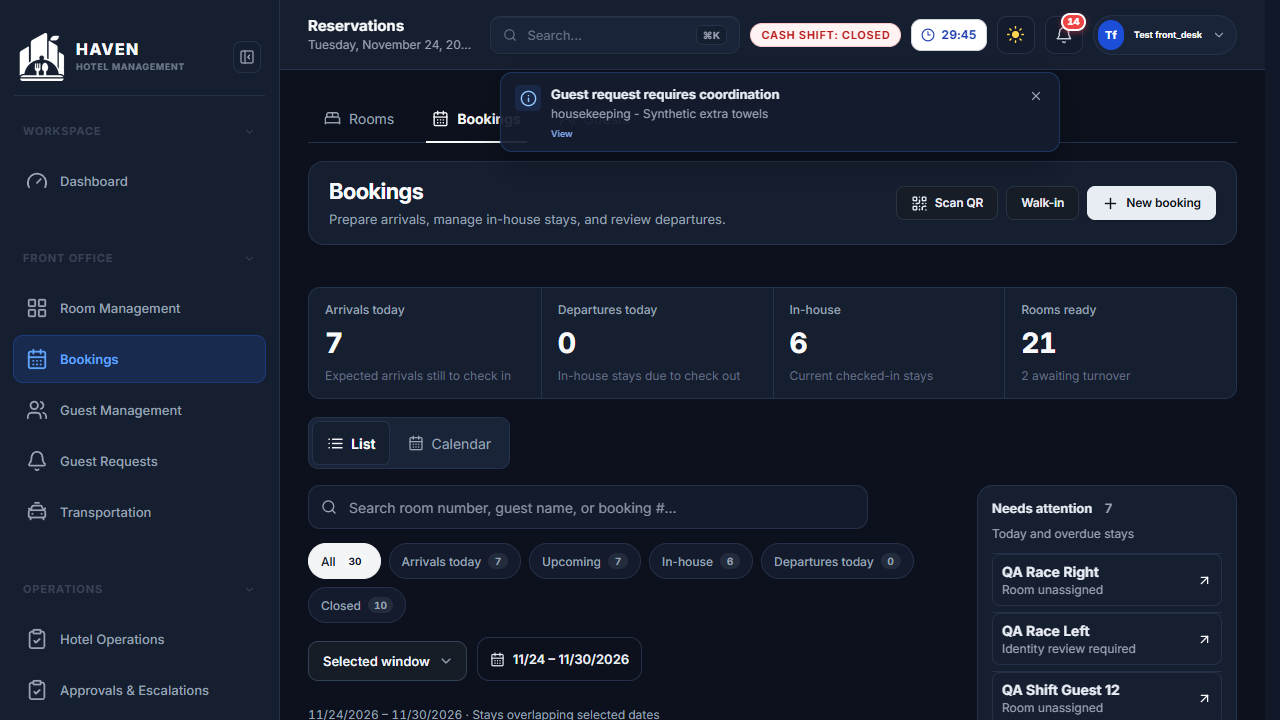 HAVEN
HOTEL MANAGEMENT
WORKSPACE
Dashboard
FRONT OFFICE
Room Management
Bookings
Guest Management
Guest Requests
Transportation
OPERATIONS
Hotel Operations
Approvals & Escalations
Reservations
Tuesday, November 24, 20...
Search...
⌘K
CASH SHIFT: CLOSED
29:45
14
Tf
Test front_desk
Guest request requires coordination
housekeeping - Synthetic extra towels
View
Rooms
Bookings
Bookings
Prepare arrivals, manage in-house stays, and review departures.
Scan QR
Walk-in
New booking
Arrivals today
7
Expected arrivals still to check in
Departures today
0
In-house stays due to check out
In-house
6
Current checked-in stays
Rooms ready
21
2 awaiting turnover
List
Calendar
Search room number, guest name, or booking #...
All 30
Arrivals today 7
Upcoming 7
In-house 6
Departures today 0
Closed 10
Selected window
11/24 – 11/30/2026
11/24/2026 – 11/30/2026 · Stays overlapping selected dates
Needs attention 7
Today and overdue stays
QA Race Right
Room unassigned
QA Race Left
Identity review required
QA Shift Guest 12
Room unassigned